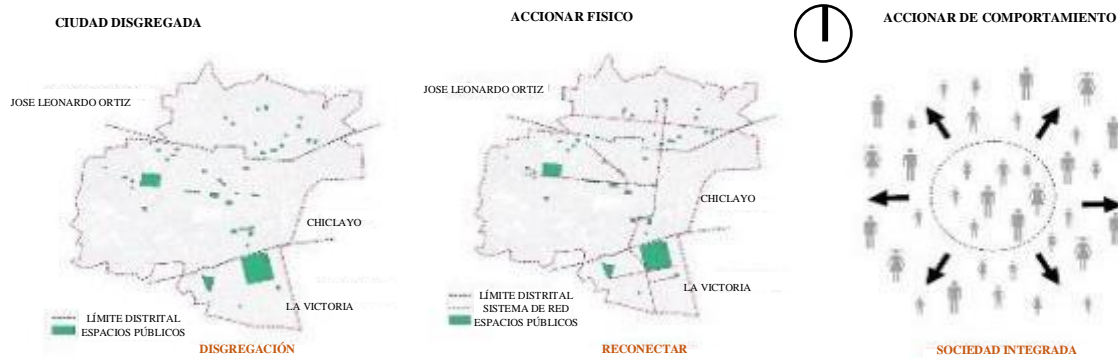 CIUDAD DISGREGADA
JOSE LEONARDO ORTIZ
CHICLAYO
LA VICTORIA
LÍMITE DISTRITAL
ESPACIOS PÚBLICOS
DISGREGACIÓN
ACCIONAR FISICO
JOSE LEONARDO ORTIZ
CHICLAYO
LA VICTORIA
LÍMITE DISTRITAL
SISTEMA DE RED
ESPACIOS PÚBLICOS
RECONECTAR
ACCIONAR DE COMPORTAMIENTO
SOCIEDAD INTEGRADA